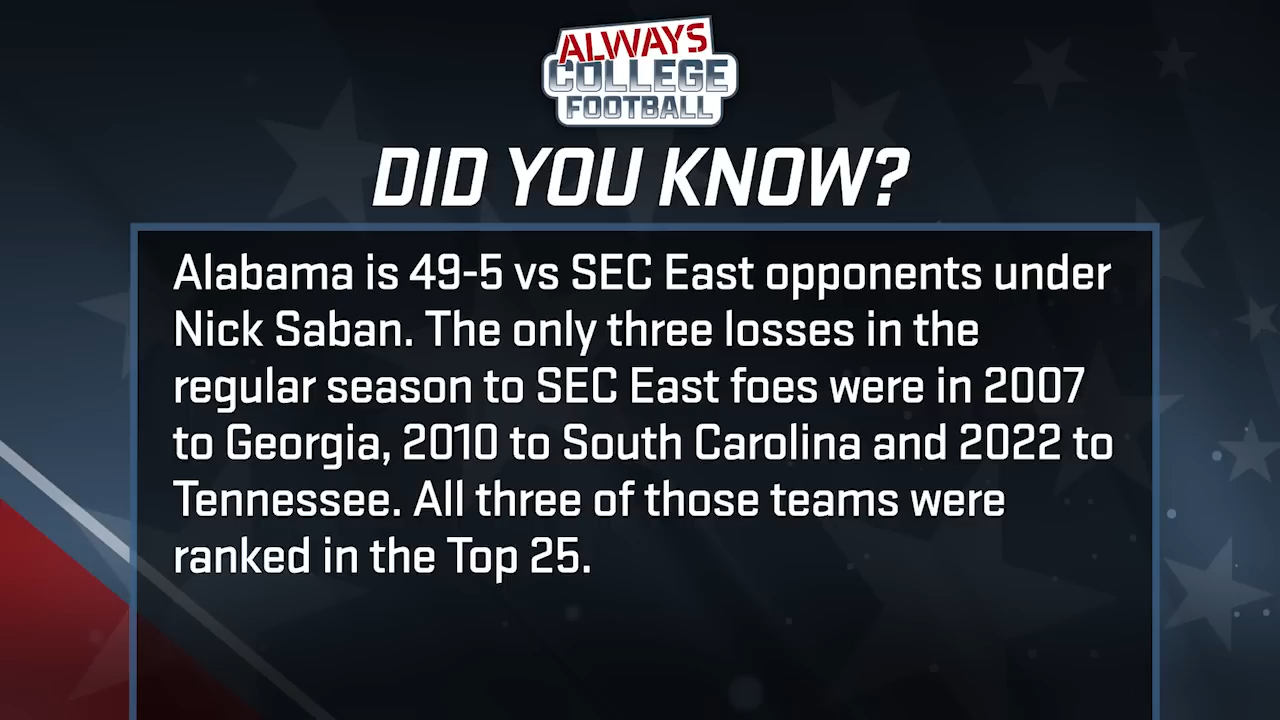 ALWAYS
COLLEGE
FOOTBALL
DID YOU KNOW?
Alabama is 49-5 vs SEC East opponents under
Nick Saban. The only three losses in the
regular season to SEC East foes were in 2007
to Georgia, 2010 to South Carolina and 2022 to
Tennessee. All three of those teams were
ranked in the Top 25.